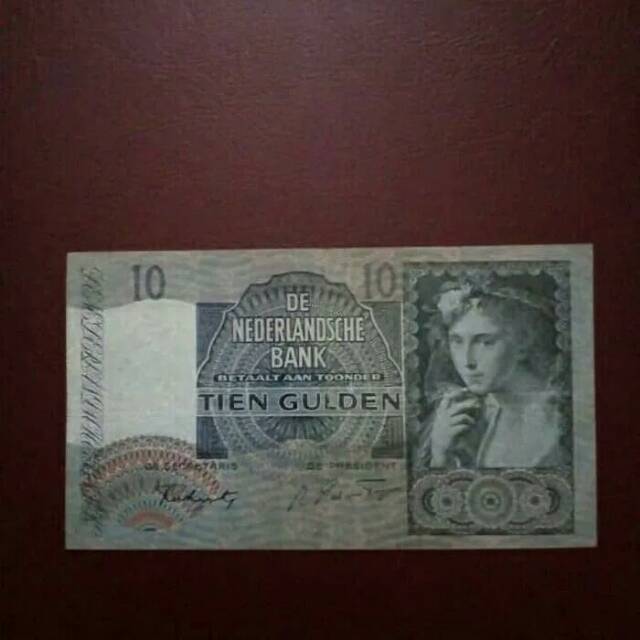 10
10
DE
NEDERLANDSCHE
BANK
BETAALT AAN TOONDER
TIEN GULDEN
DE SECRETARIS
DE PRESIDENT